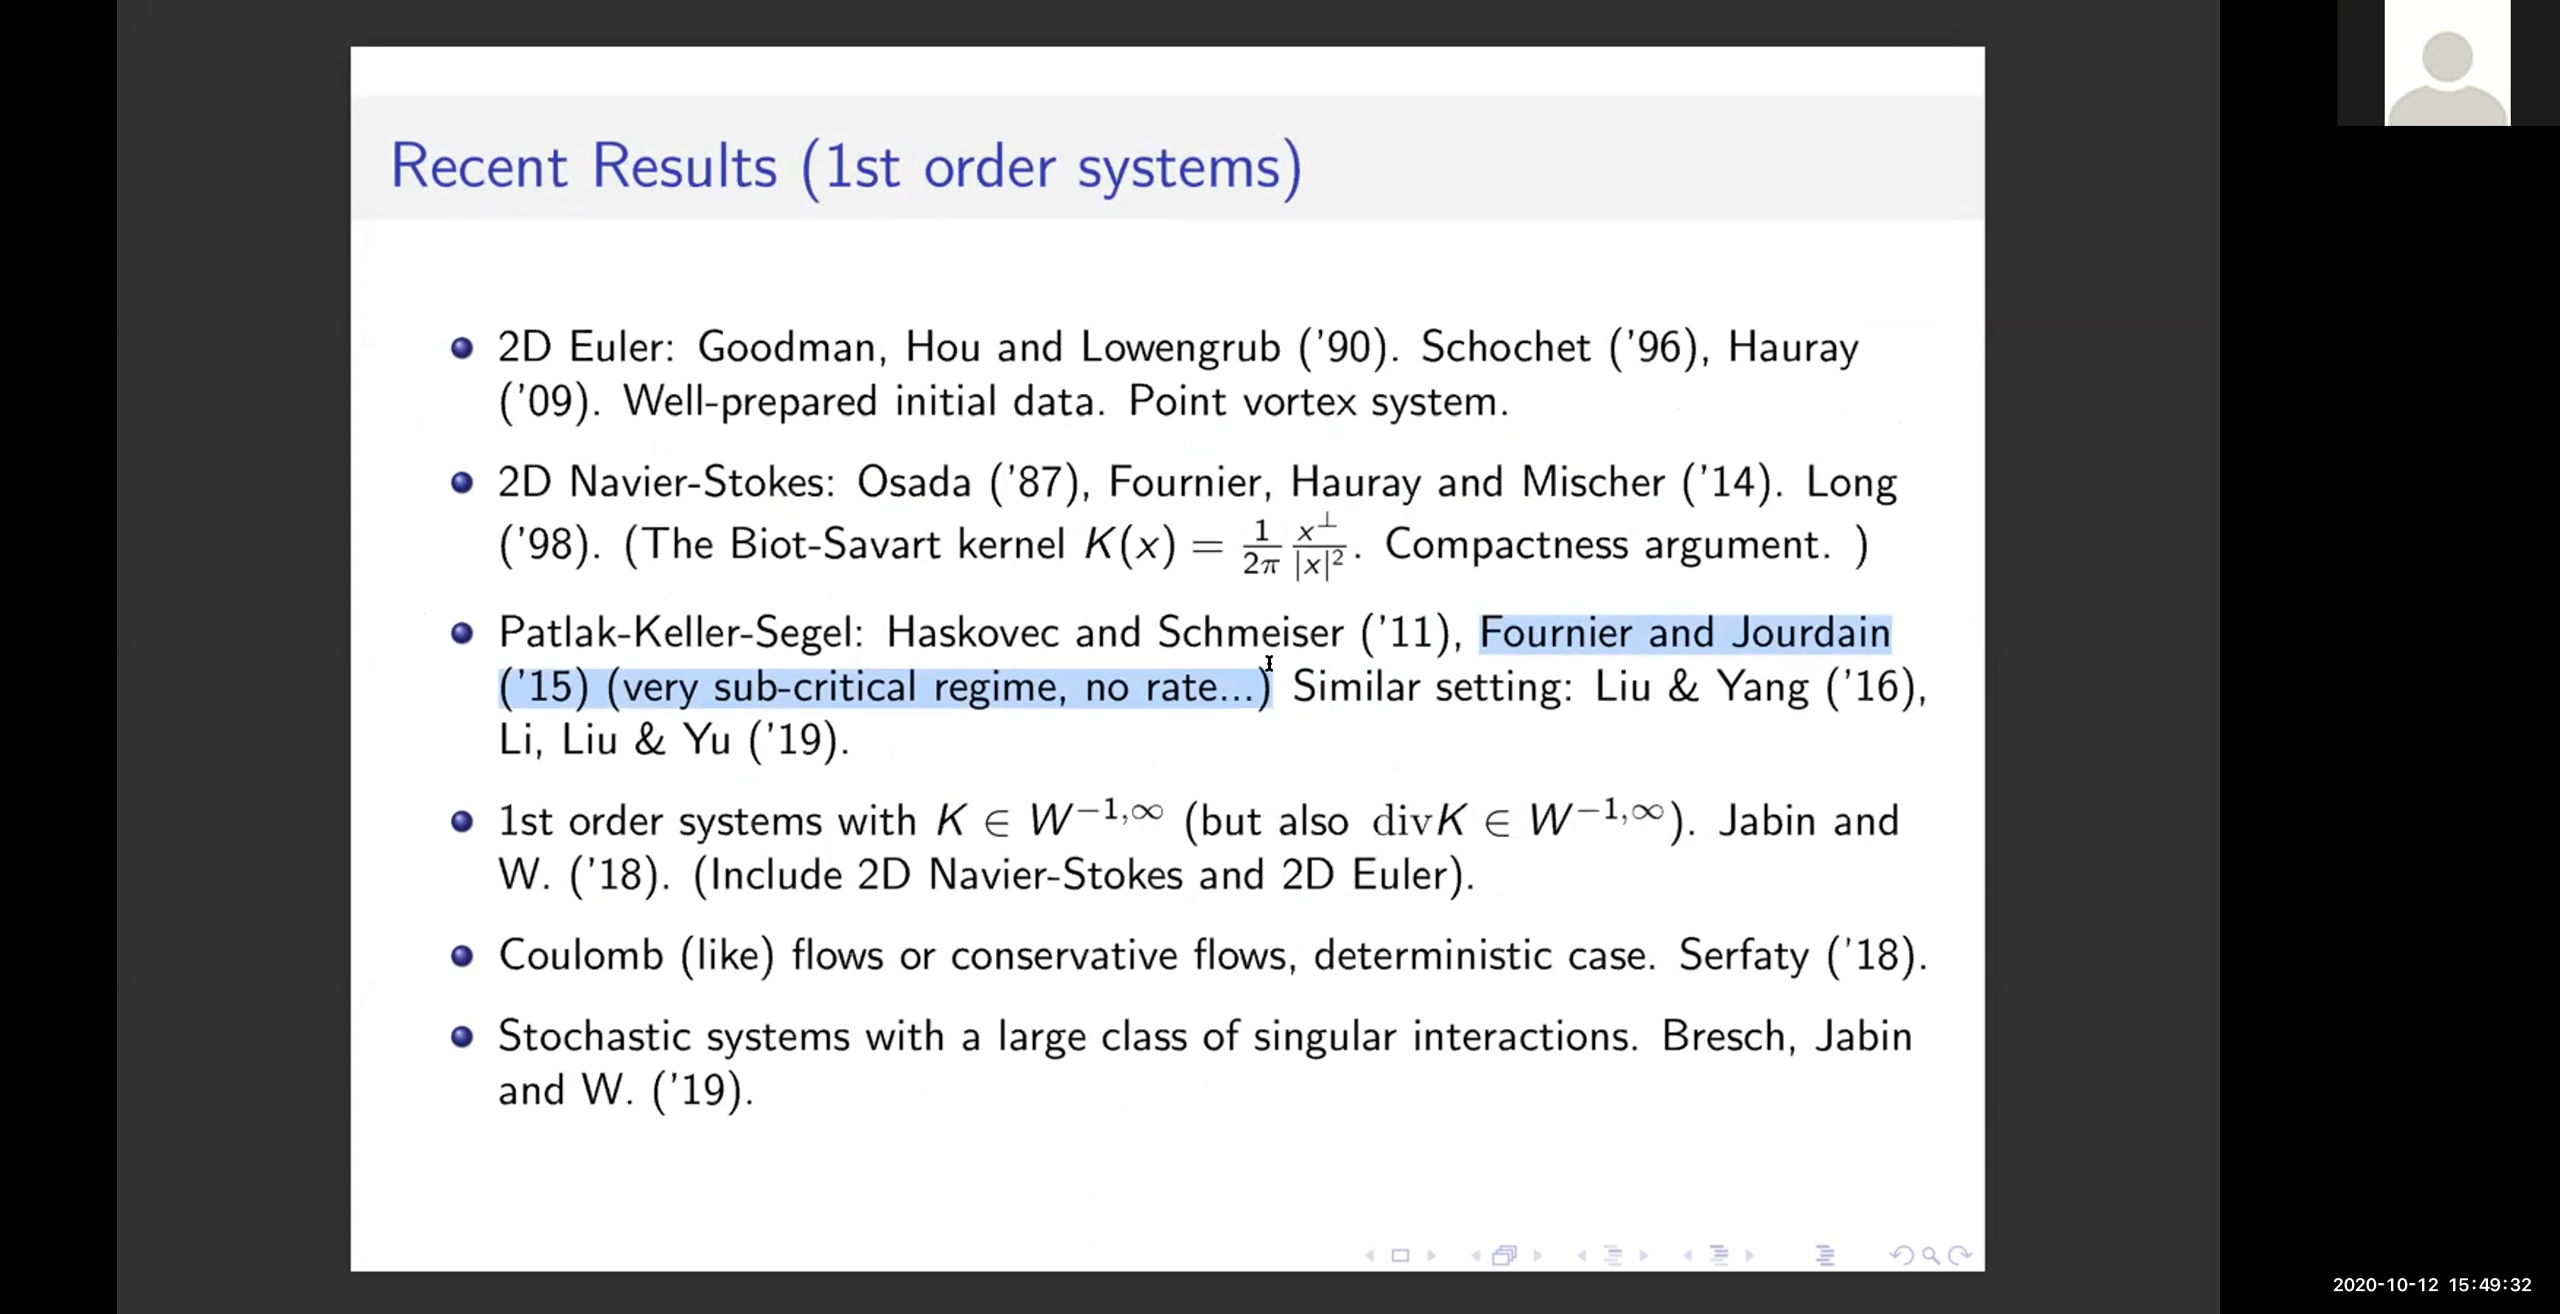 Recent Results (1st order systems)
2D Euler: Goodman, Hou and Lowengrub ('90). Schochet ('96), Hauray
('09). Well-prepared initial data. Point vortex system.
2D Navier-Stokes: Osada ('87), Fournier, Hauray and Mischer ('14). Long
('98). (The Biot-Savart kernel K(x) = \frac{1}{2π} \frac{x^⊥}{|x|^2}. Compactness argument. )
Patlak-Keller-Segel: Haskovec and Schmeiser ('11), Fournier and Jourdain
('15) (very sub-critical regime, no rate...) Similar setting: Liu & Yang ('16),
Li, Liu & Yu ('19).
1st order systems with K ∈ W^{−1,∞} (but also divK ∈ W^{−1,∞}). Jabin and
W. ('18). (Include 2D Navier-Stokes and 2D Euler).
Coulomb (like) flows or conservative flows, deterministic case. Serfaty ('18).
Stochastic systems with a large class of singular interactions. Bresch, Jabin
and W. ('19).
2020-10-12 15:49:32